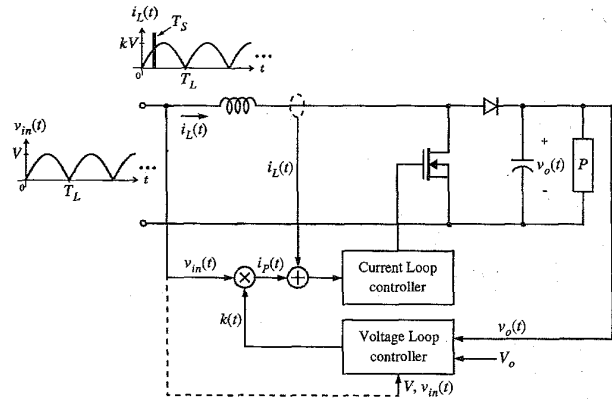 i_L(t)
T_S
kV
0
T_L
t
v_in(t)
V
0
T_L
t
i_L(t)
i_L(t)
+
v_o(t)
-
P
v_in(t)
×
i_P(t)
+
Current Loop
controller
k(t)
Voltage Loop
controller
v_o(t)
V_o
V, v_in(t)